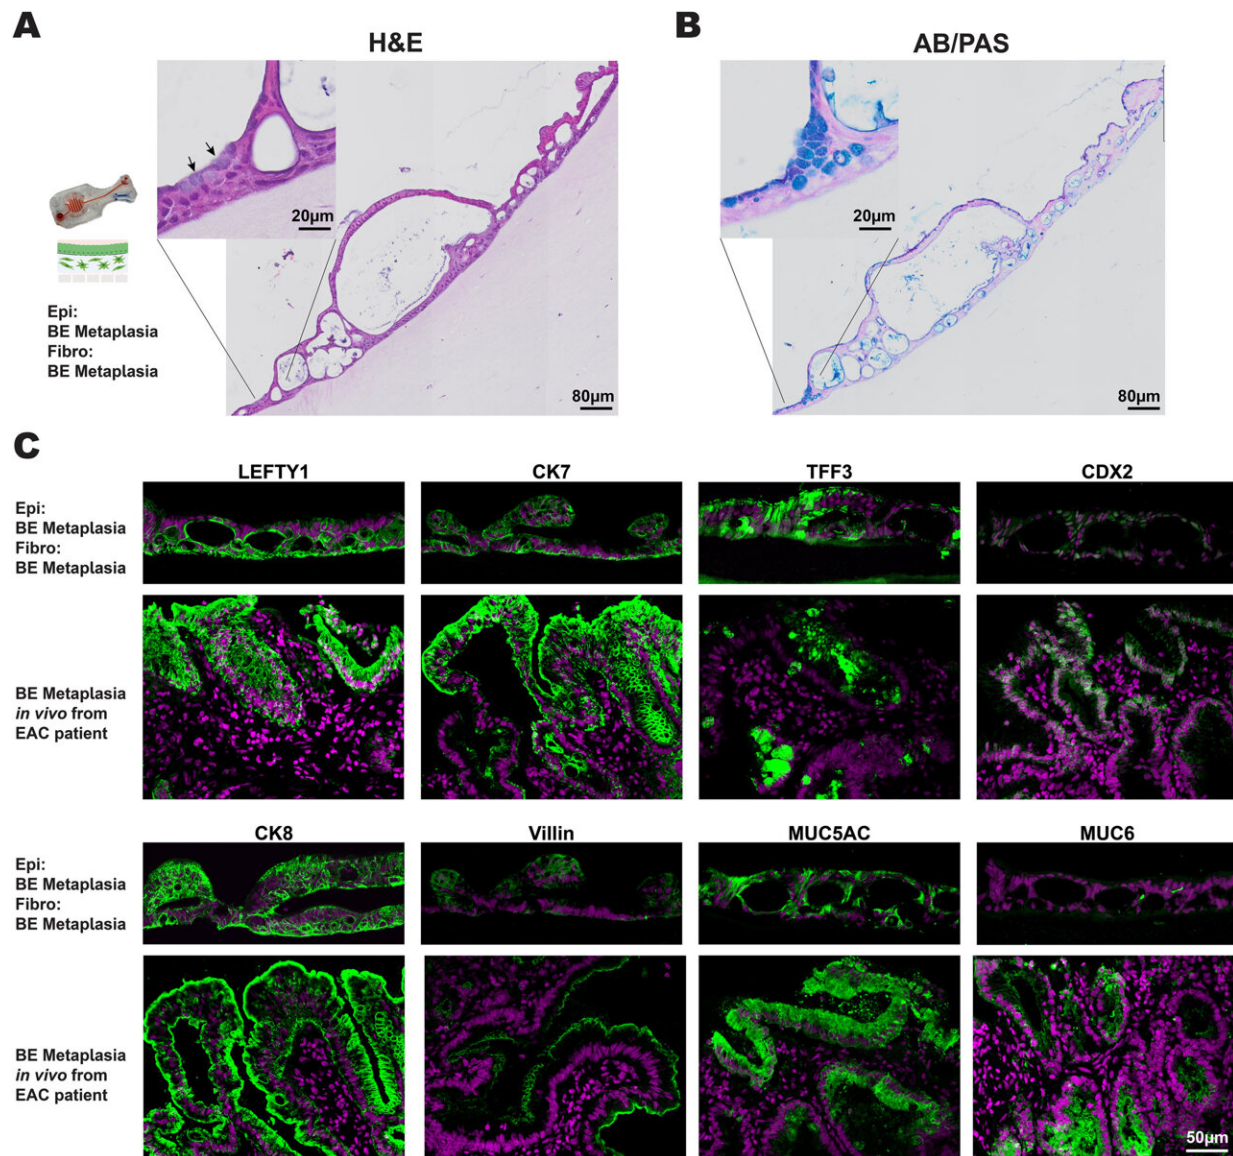 A
H&E
20µm
Epi:
BE Metaplasia
Fibro:
BE Metaplasia
80µm
B
AB/PAS
20µm
80µm
C
LEFTY1 CK7 TFF3 CDX2
Epi:
BE Metaplasia
Fibro:
BE Metaplasia
BE Metaplasia
in vivo from
EAC patient
CK8 Villin MUC5AC MUC6
Epi:
BE Metaplasia
Fibro:
BE Metaplasia
BE Metaplasia
in vivo from
EAC patient
50µm